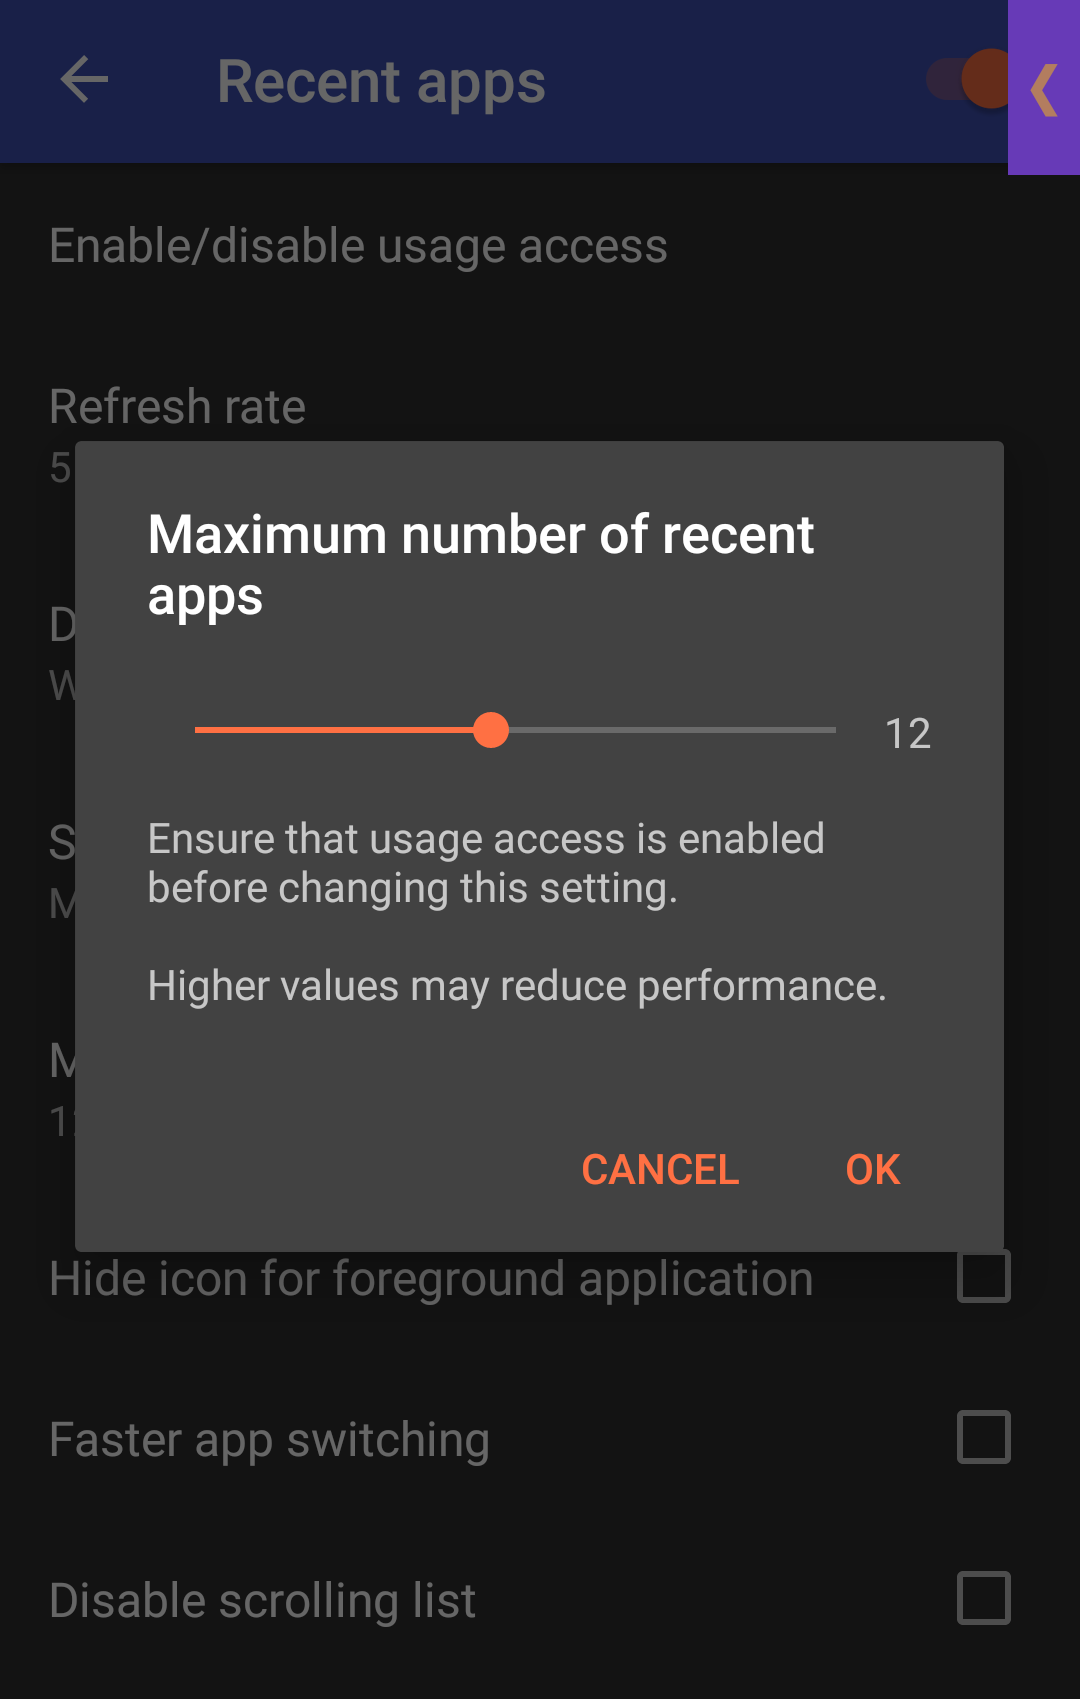 Recent apps
Enable/disable usage access
Refresh rate
5
Maximum number of recent
apps
12
Ensure that usage access is enabled
before changing this setting.
Higher values may reduce performance.
CANCEL OK
Hide icon for foreground application
Faster app switching
Disable scrolling list